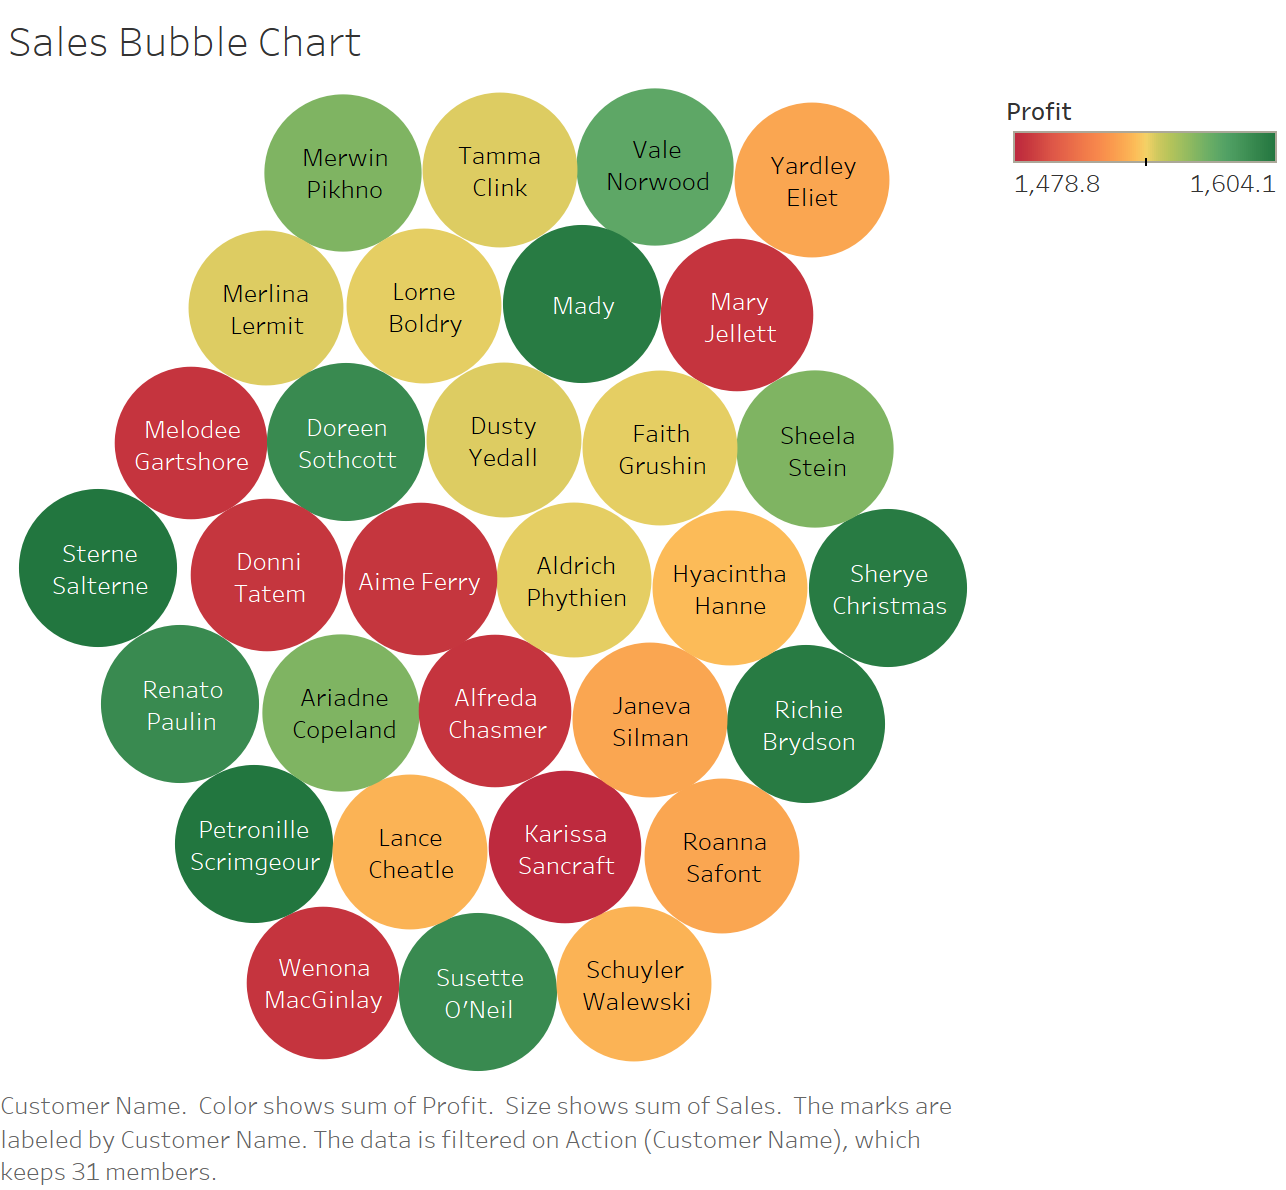 Sales Bubble Chart
Profit
1,478.8 1,604.1
Merwin
Pikhno
Tamma
Clink
Vale
Norwood
Yardley
Eliet
Merlina
Lermit
Lorne
Boldry
Mady
Mary
Jellett
Melodee
Gartshore
Doreen
Sothcott
Dusty
Yedall
Faith
Grushin
Sheela
Stein
Sterne
Salterne
Donni
Tatem
Aime Ferry
Aldrich
Phythien
Hyacintha
Hanne
Sherye
Christmas
Renato
Paulin
Ariadne
Copeland
Alfreda
Chasmer
Janeva
Silman
Richie
Brydson
Petronille
Scrimgeour
Lance
Cheatle
Karissa
Sancraft
Roanna
Safont
Wenona
MacGinlay
Susette
O’Neil
Schuyler
Walewski
Customer Name.  Color shows sum of Profit.  Size shows sum of Sales.  The marks are
labeled by Customer Name. The data is filtered on Action (Customer Name), which
keeps 31 members.